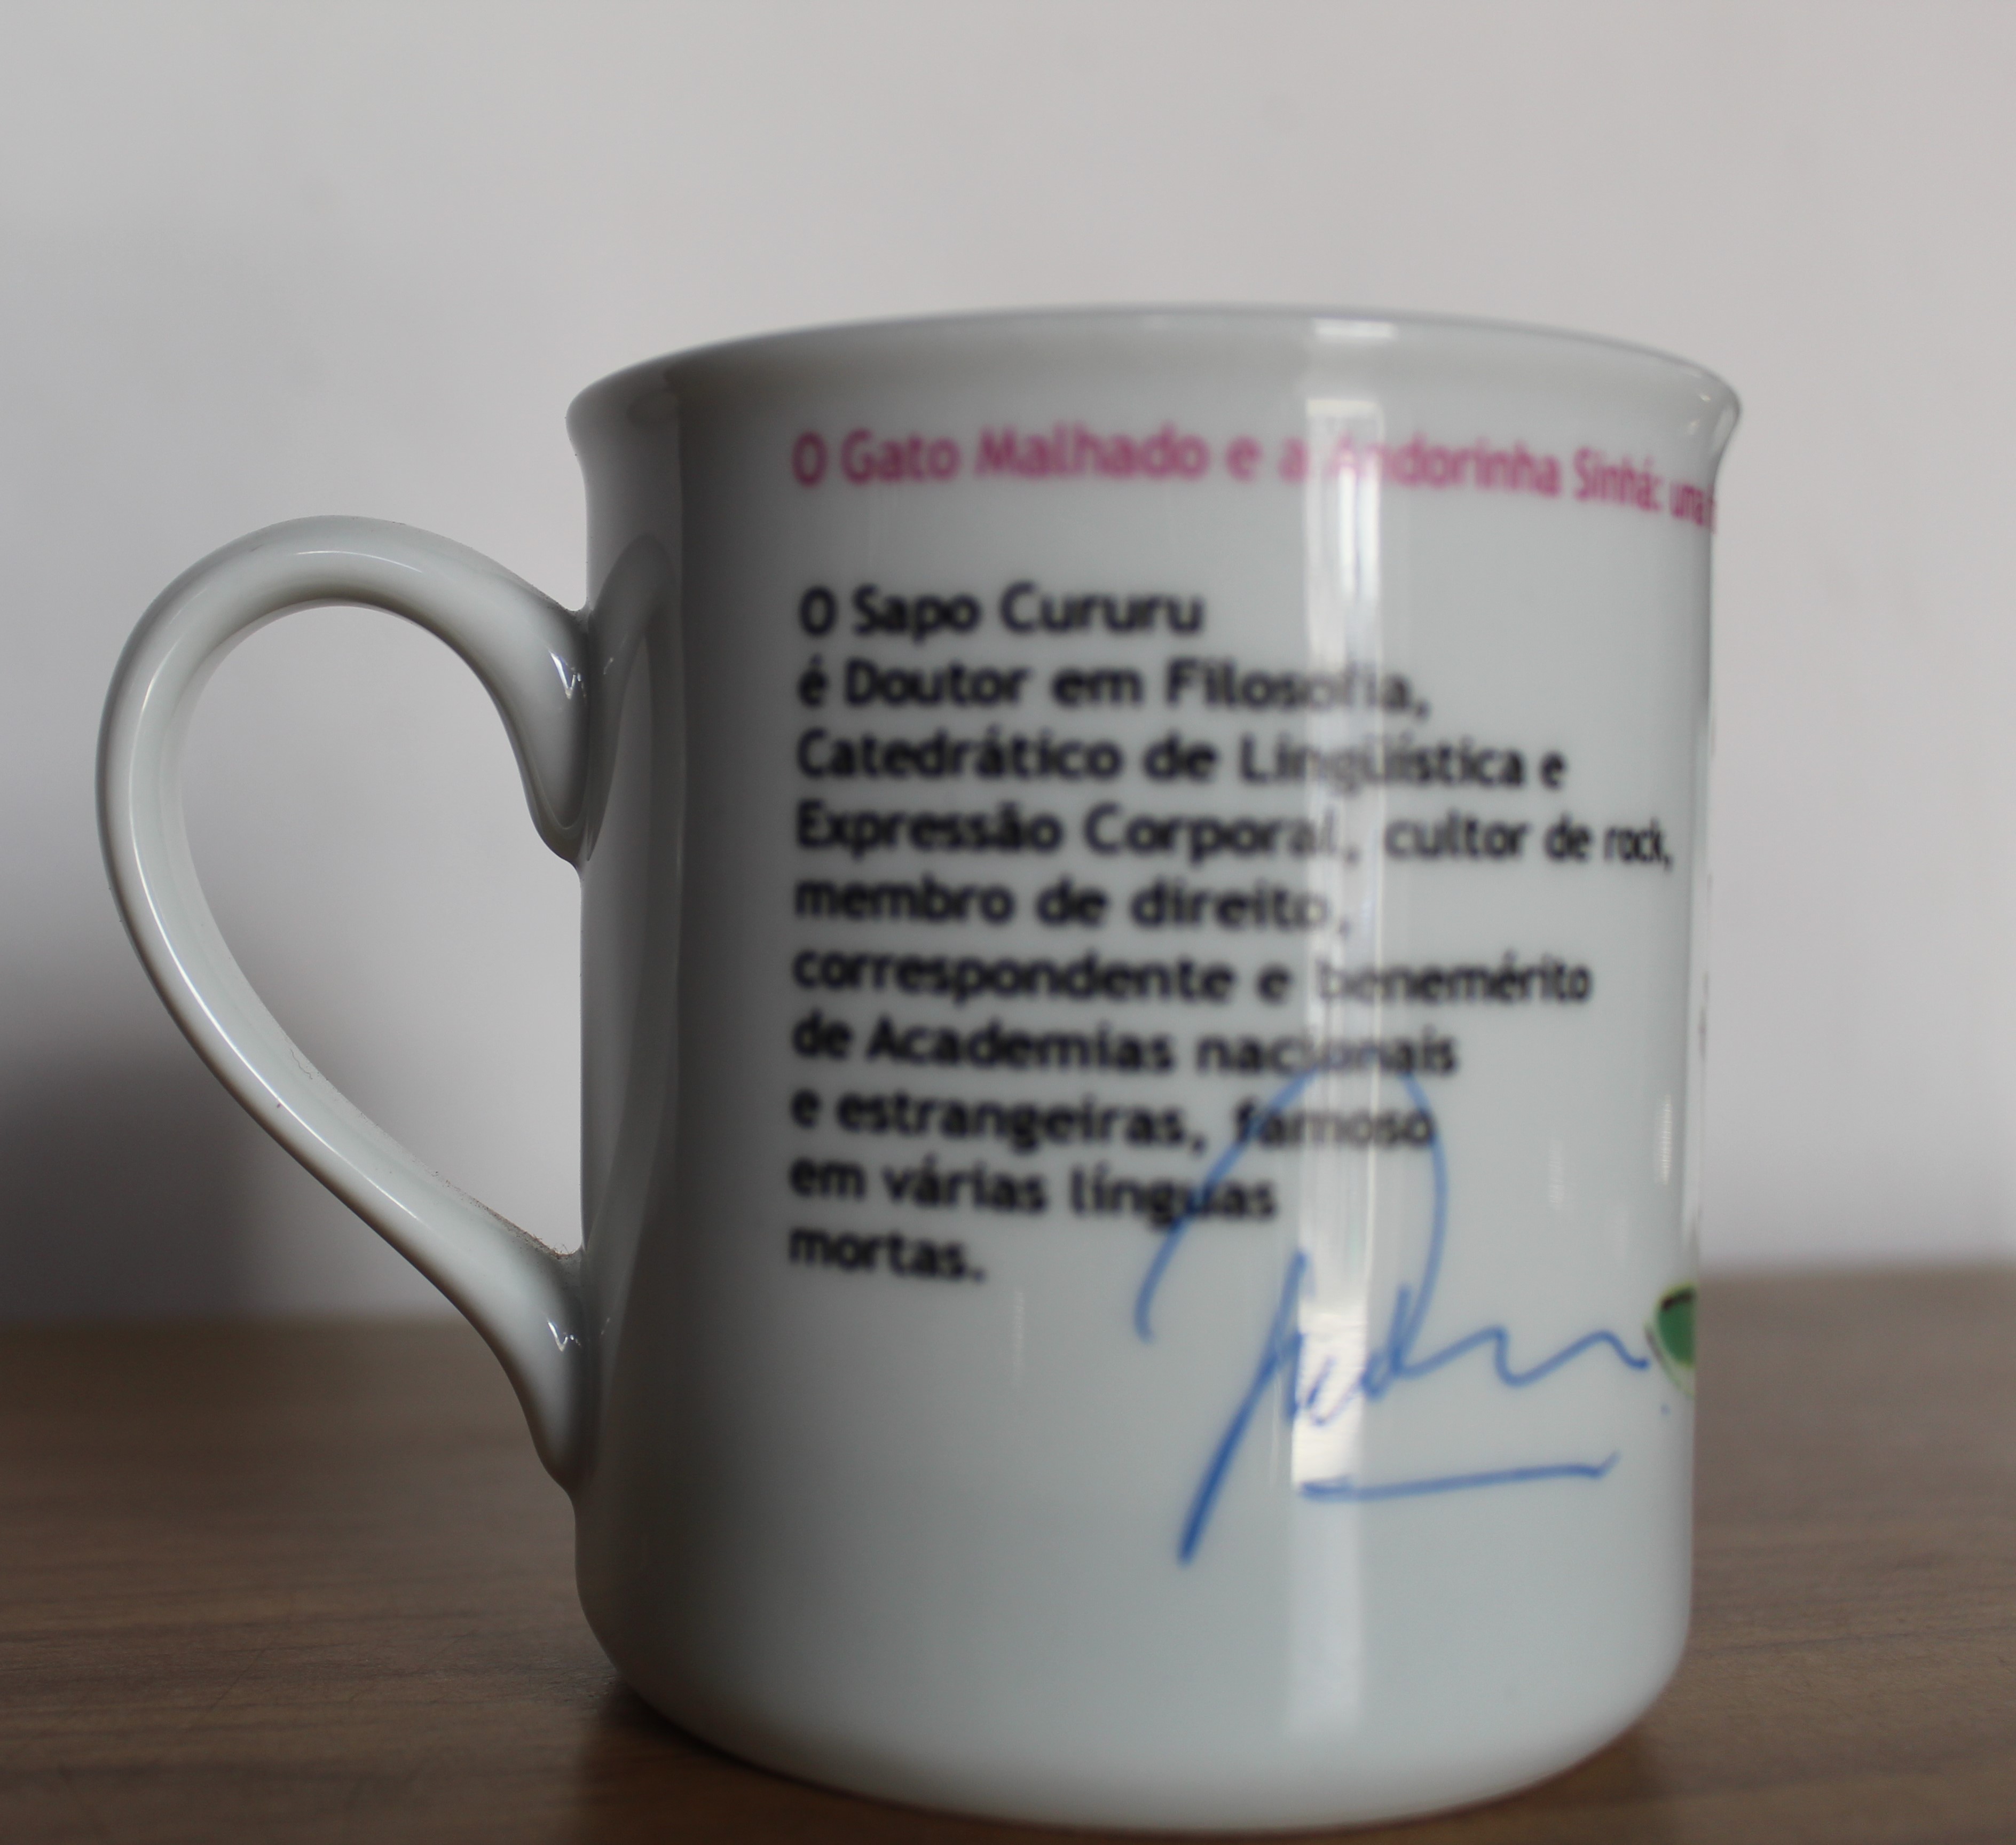 O Gato Malhado e a Andorinha Sinhá: uma
O Sapo Cururu
é Doutor em Filosofia,
Catedrático de Lingüística e
Expressão Corporal, cultor de rock,
membro de direito,
correspondente e benemérito
de Academias nacionais
e estrangeiras, famoso
em várias línguas
mortas.